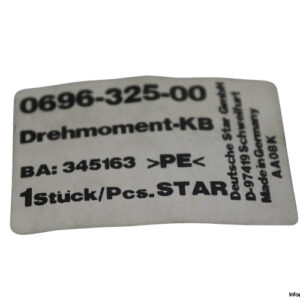 0696-325-00
Drehmoment-KB
BA: 345163 >PE<
1Stück/Pcs. STAR
Deutsche Star GmbH
D-97419 Schweinfurt
Made in Germany
AA08K